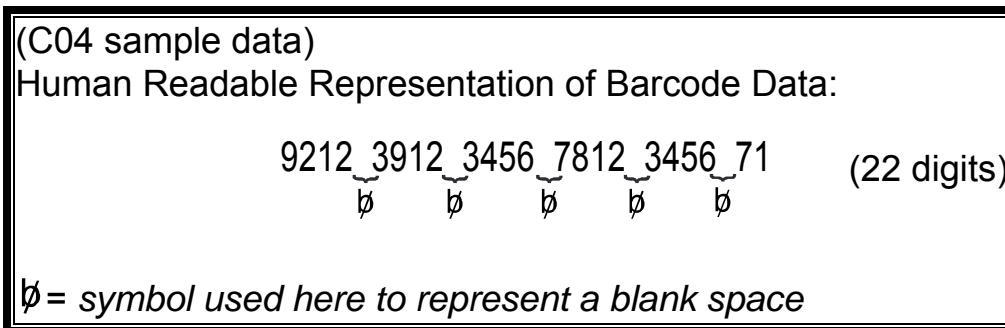 (C04 sample data)
Human Readable Representation of Barcode Data:
9212 3912 3456 7812 3456 71 (22 digits)
b̸ b̸ b̸ b̸ b̸
b̸ = symbol used here to represent a blank space